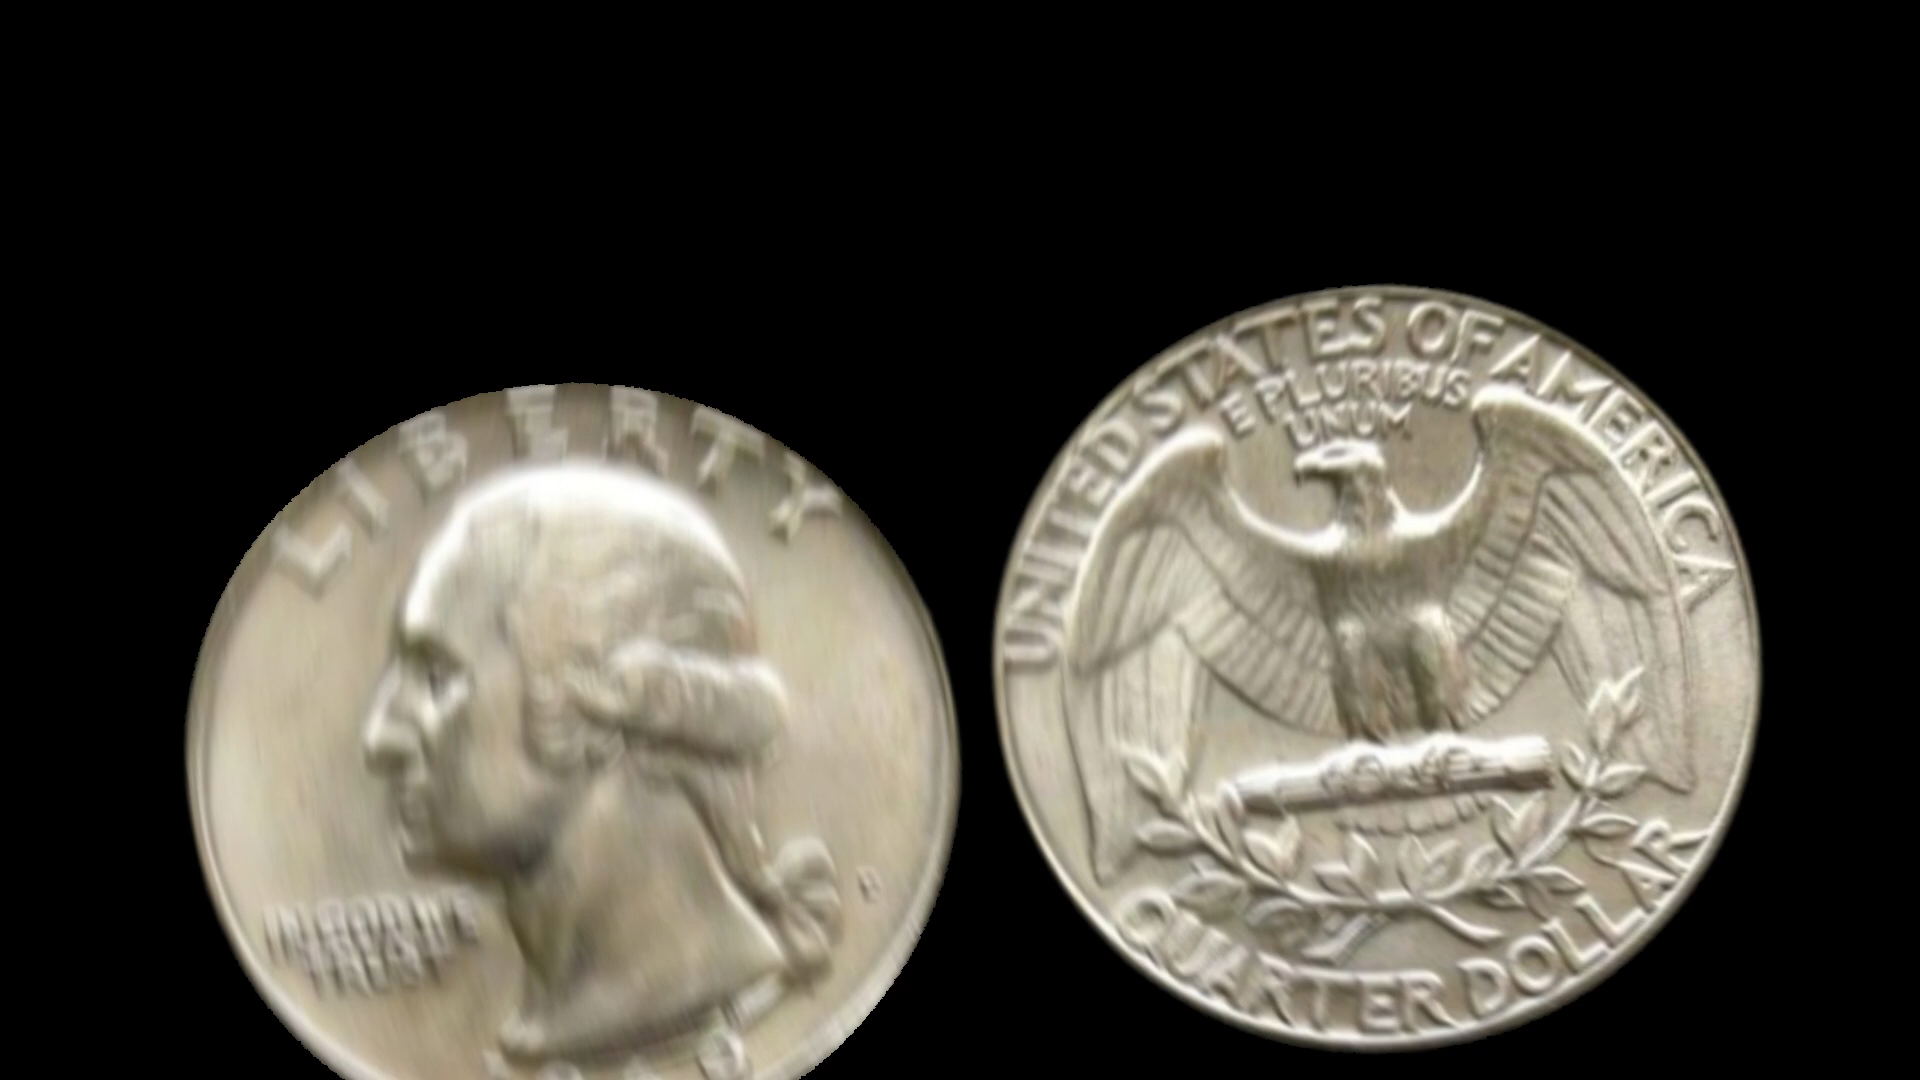 LIBERTY
IN GOD WE
TRUST
UNITED STATES OF AMERICA
E PLURIBUS
UNUM
QUARTER DOLLAR